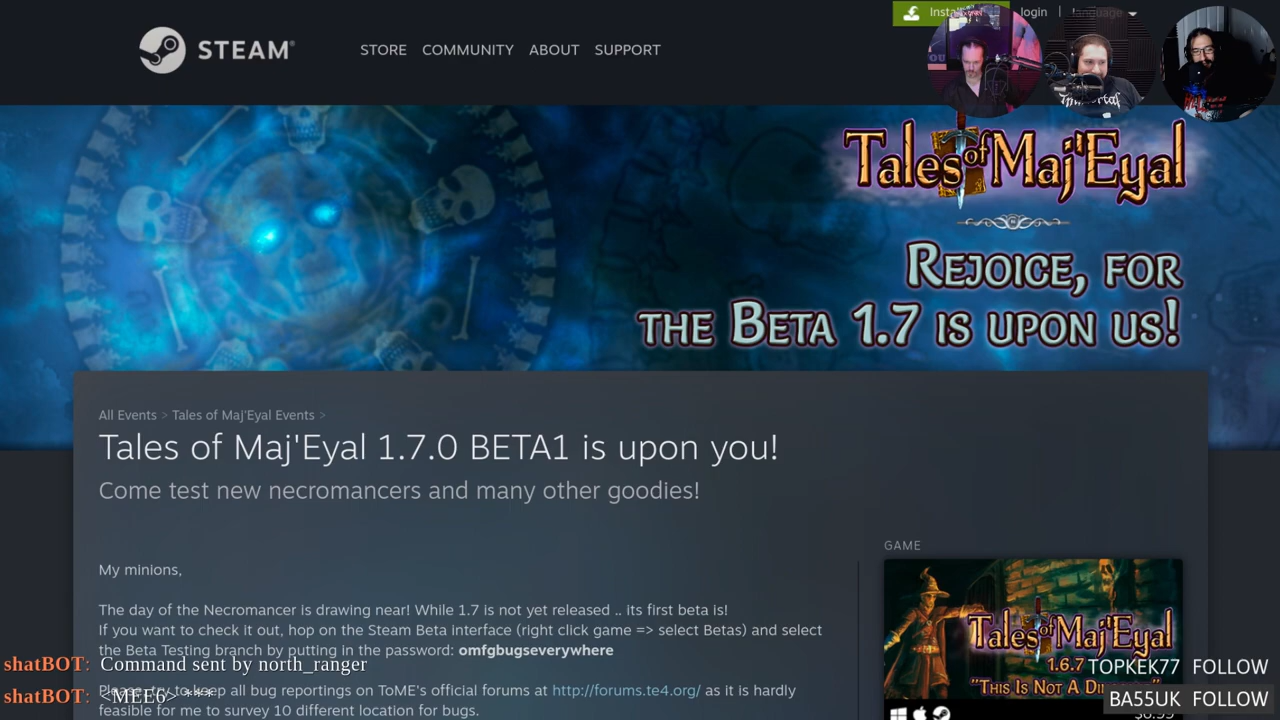 Insta
login
language
STEAM®
STORE COMMUNITY ABOUT SUPPORT
Tales of Maj'Eyal
Rejoice, for
the Beta 1.7 is upon us!
All Events > Tales of Maj'Eyal Events >
Tales of Maj'Eyal 1.7.0 BETA1 is upon you!
Come test new necromancers and many other goodies!
GAME
My minions,
The day of the Necromancer is drawing near! While 1.7 is not yet released .. its first beta is!
If you want to check it out, hop on the Steam Beta interface (right click game => select Betas) and select
the Beta Testing branch by putting in the password: omfgbugseverywhere
Please try to keep all bug reportings on ToME's official forums at http://forums.te4.org/ as it is hardly
feasible for me to survey 10 different location for bugs.
Tales of Maj'Eyal
1.6.7
shatBOT: Command sent by north_ranger
shatBOT: <MEE6> ***
TOPKEK77 FOLLOW
BA55UK FOLLOW